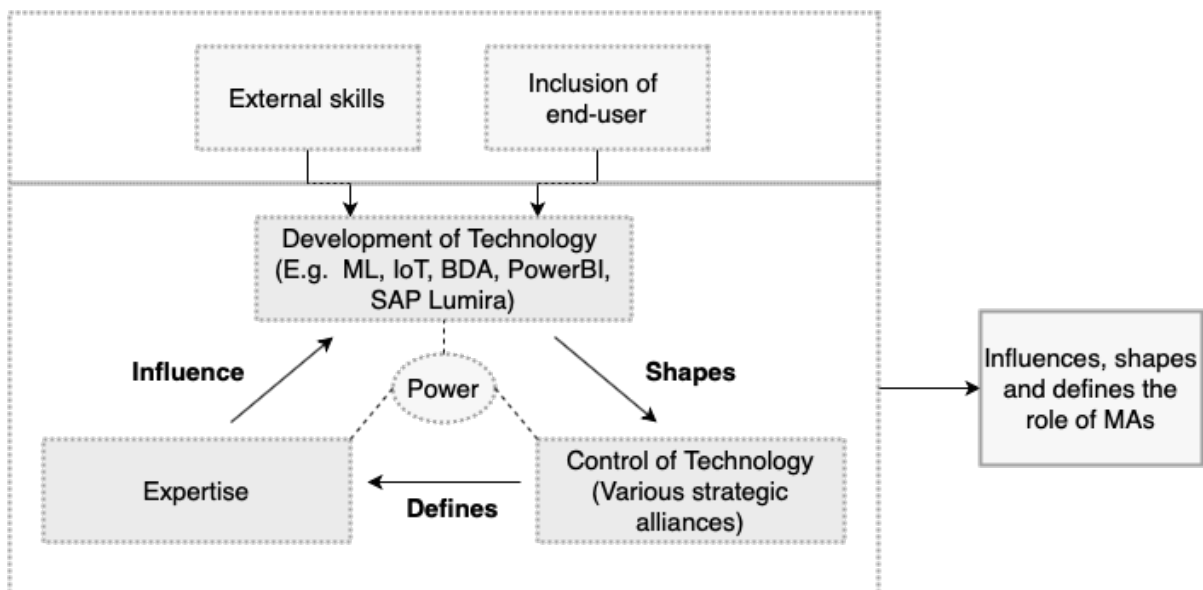 External skills
Inclusion of
end-user
Development of Technology
(E.g. ML, IoT, BDA, PowerBI,
SAP Lumira)
Influence
Power
Shapes
Expertise
Defines
Control of Technology
(Various strategic
alliances)
Influences, shapes
and defines the
role of MAs